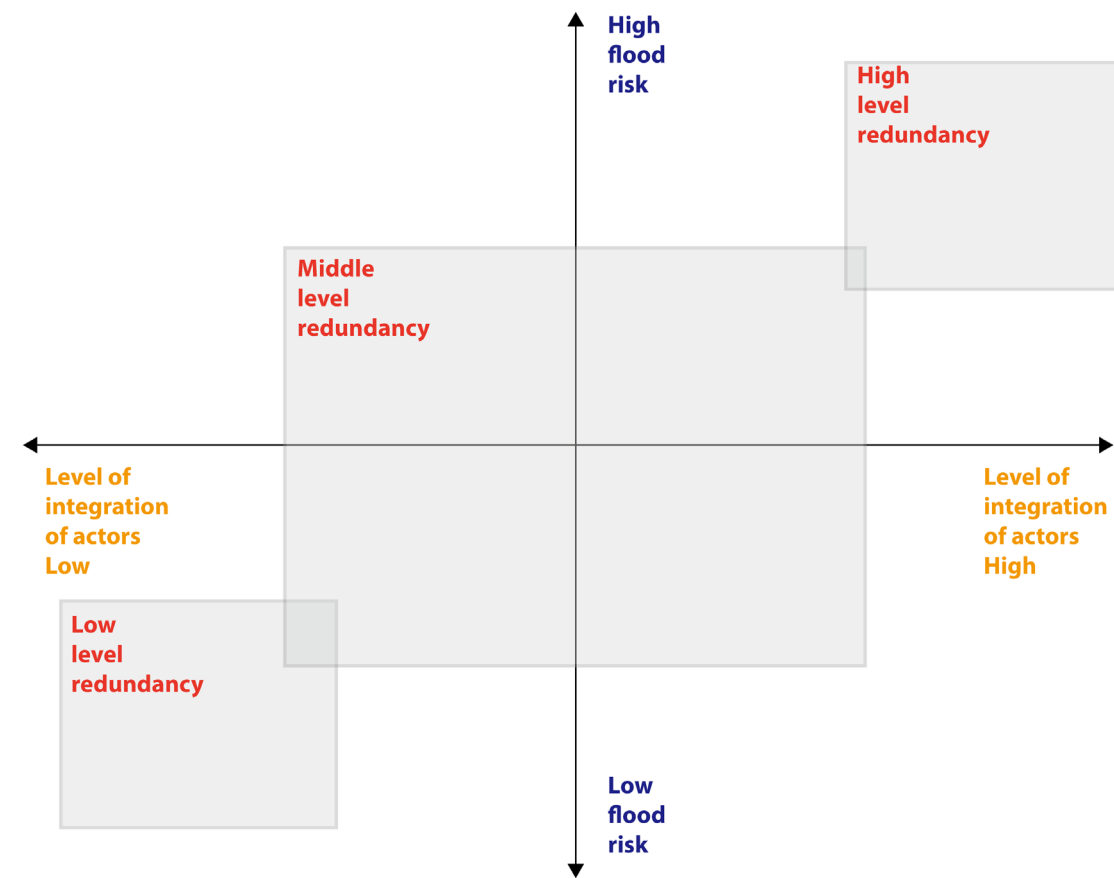 High
flood
risk
High
level
redundancy
Middle
level
redundancy
Level of
integration
of actors
Low
Level of
integration
of actors
High
Low
level
redundancy
Low
flood
risk